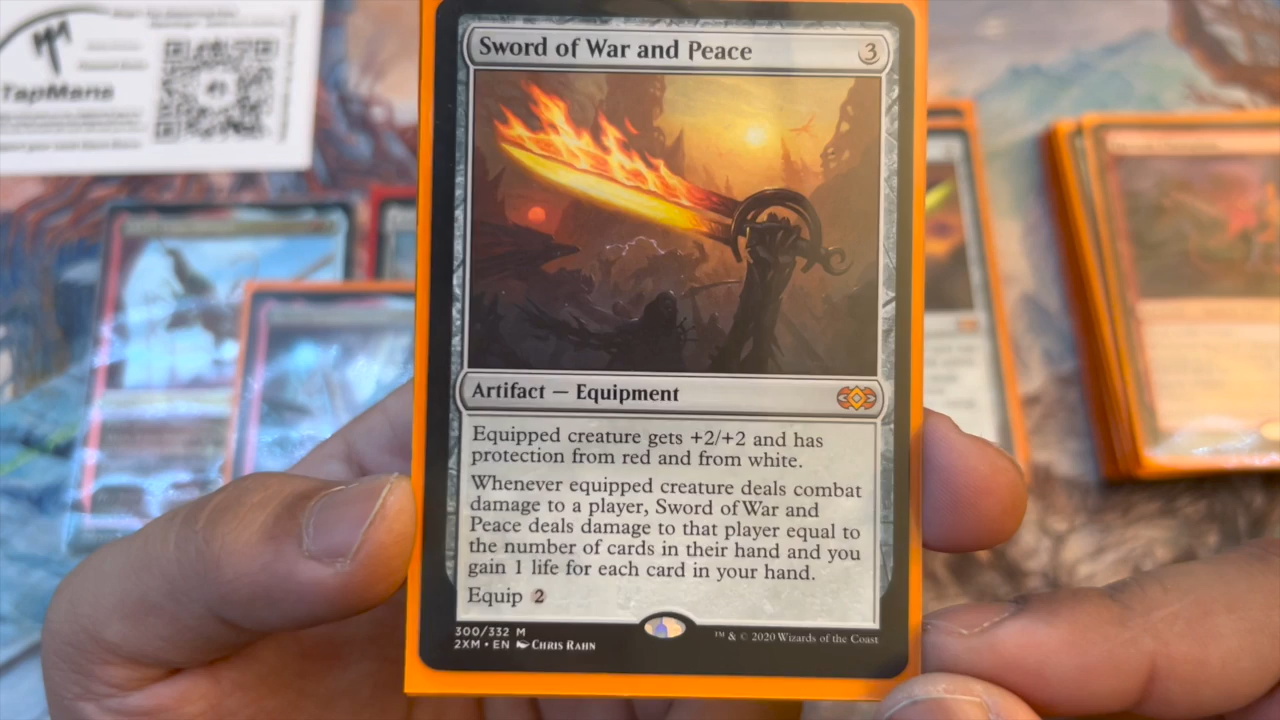 TapMana
Sword of War and Peace 3
Artifact — Equipment
Equipped creature gets +2/+2 and has
protection from red and from white.
Whenever equipped creature deals combat
damage to a player, Sword of War and
Peace deals damage to that player equal to
the number of cards in their hand and you
gain 1 life for each card in your hand.
Equip 2
300/332 M
2XM • EN Chris Rahn
™ & © 2020 Wizards of the Coast